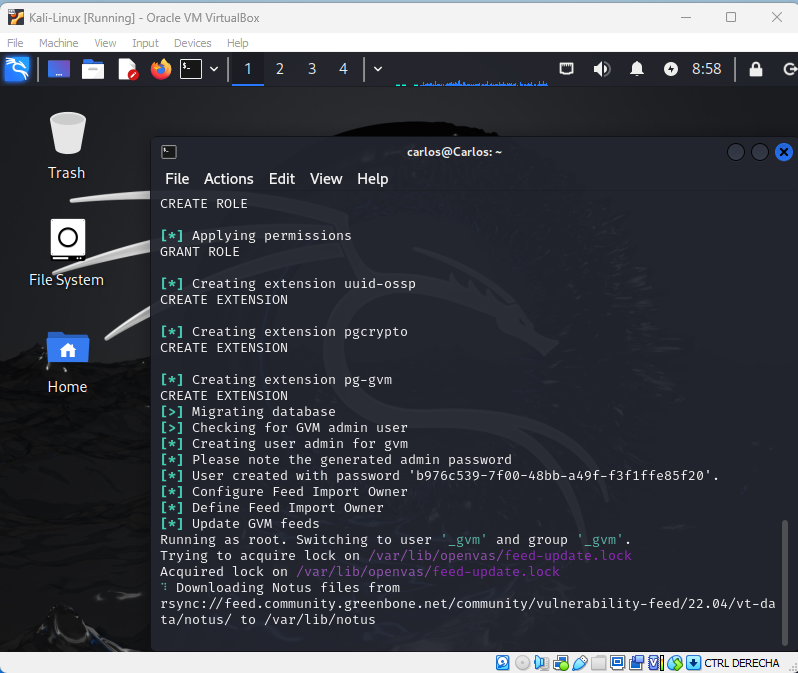 Kali-Linux [Running] - Oracle VM VirtualBox
File Machine View Input Devices Help
1 2 3 4 8:58
Trash
File System
Home
carlos@Carlos: ~
File Actions Edit View Help
CREATE ROLE
[*] Applying permissions
GRANT ROLE
[*] Creating extension uuid-ossp
CREATE EXTENSION
[*] Creating extension pgcrypto
CREATE EXTENSION
[*] Creating extension pg-gvm
CREATE EXTENSION
[>] Migrating database
[>] Checking for GVM admin user
[*] Creating user admin for gvm
[*] Please note the generated admin password
[*] User created with password 'b976c539-7f00-48bb-a49f-f3f1ffe85f20'.
[*] Configure Feed Import Owner
[*] Define Feed Import Owner
[*] Update GVM feeds
Running as root. Switching to user '_gvm' and group '_gvm'.
Trying to acquire lock on /var/lib/openvas/feed-update.lock
Acquired lock on /var/lib/openvas/feed-update.lock
⠹ Downloading Notus files from
rsync://feed.community.greenbone.net/community/vulnerability-feed/22.04/vt-da
ta/notus/ to /var/lib/notus
CTRL DERECHA